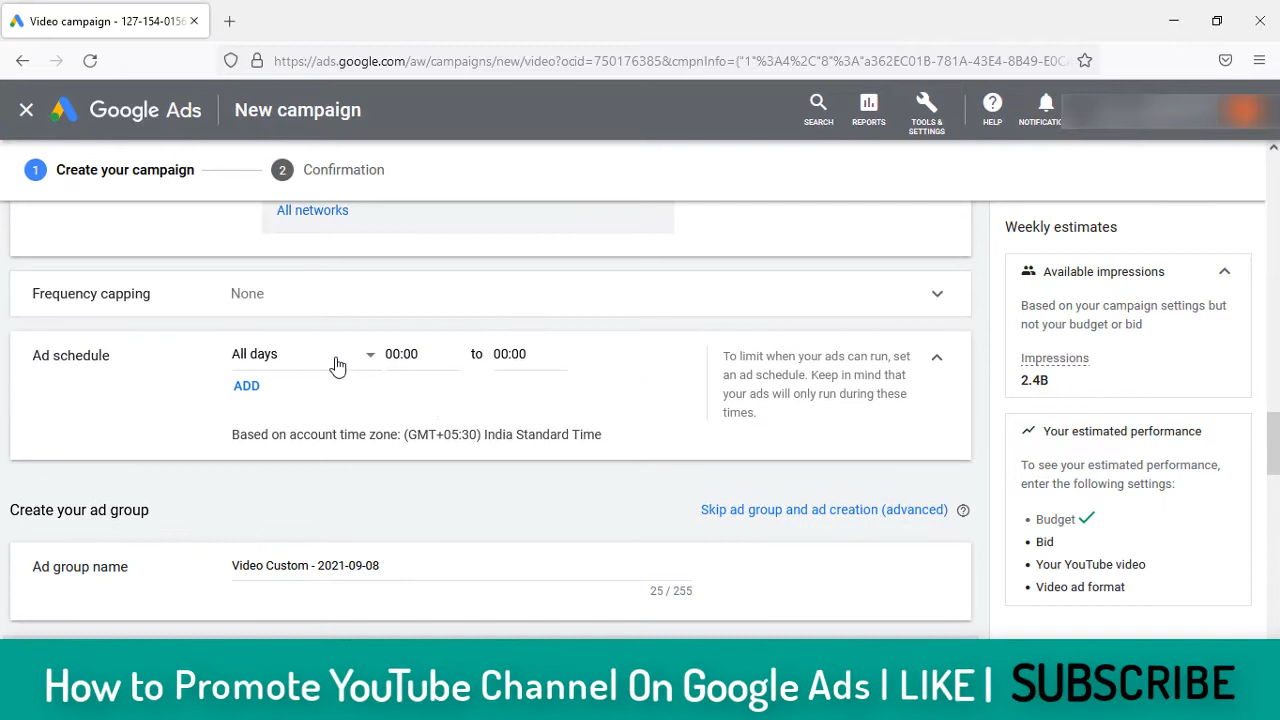 Video campaign - 127-154-0156
https://ads.google.com/aw/campaigns/new/video?ocid=750176385&cmpnInfo={"1"%3A4%2C"8"%3A"a362EC01B-781A-43E4-8B49-E0CA
Google Ads
New campaign
SEARCH
REPORTS
TOOLS &
SETTINGS
HELP
NOTIFICATIO
1 Create your campaign
2 Confirmation
All networks
Weekly estimates
Available impressions
Based on your campaign settings but
not your budget or bid
Impressions
2.4B
Frequency capping None
Ad schedule
All days 00:00 to 00:00
ADD
Based on account time zone: (GMT+05:30) India Standard Time
To limit when your ads can run, set
an ad schedule. Keep in mind that
your ads will only run during these
times.
Your estimated performance
To see your estimated performance,
enter the following settings:
• Budget
• Bid
• Your YouTube video
• Video ad format
Create your ad group
Skip ad group and ad creation (advanced)
Ad group name
Video Custom - 2021-09-08
25 / 255
How to Promote YouTube Channel On Google Ads | LIKE | SUBSCRIBE